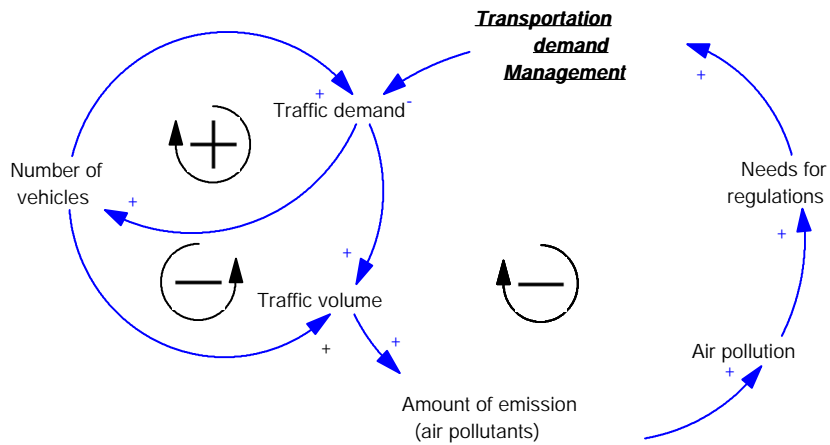 Transportation
demand
Management
+
+
Traffic demand
-
Number of
vehicles
+
Needs for
regulations
+
+
Traffic volume
+
+
Air pollution
+
Amount of emission
(air pollutants)